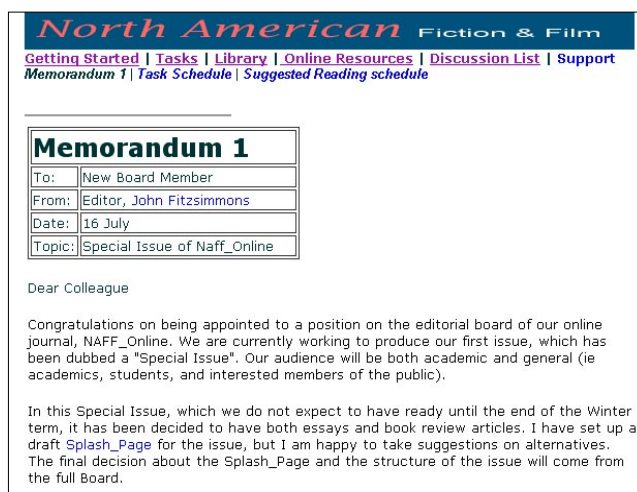 North American Fiction & Film
Getting Started | Tasks | Library | Online Resources | Discussion List | Support
Memorandum 1 | Task Schedule | Suggested Reading schedule
Memorandum 1
To: New Board Member
From: Editor, John Fitzsimmons
Date: 16 July
Topic: Special Issue of Naff_Online
Dear Colleague
Congratulations on being appointed to a position on the editorial board of our online
journal, NAFF_Online. We are currently working to produce our first issue, which has
been dubbed a "Special Issue". Our audience will be both academic and general (ie
academics, students, and interested members of the public).
In this Special Issue, which we do not expect to have ready until the end of the Winter
term, it has been decided to have both essays and book review articles. I have set up a
draft Splash_Page for the issue, but I am happy to take suggestions on alternatives.
The final decision about the Splash_Page and the structure of the issue will come from
the full Board.